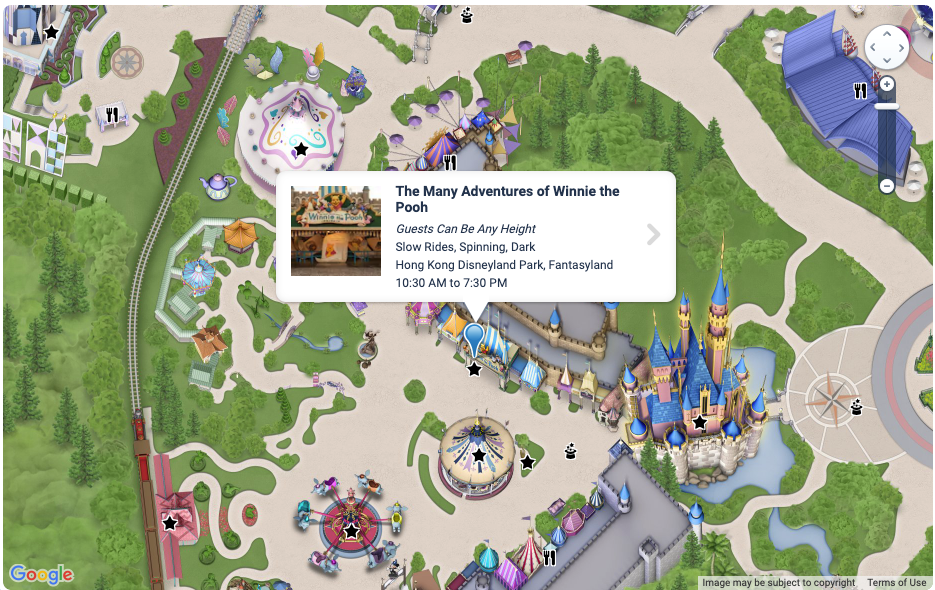 The Many Adventures of Winnie the
Pooh
Winnie the Pooh
Guests Can Be Any Height
Slow Rides, Spinning, Dark
Hong Kong Disneyland Park, Fantasyland
10:30 AM to 7:30 PM
Google
Image may be subject to copyright
Terms of Use